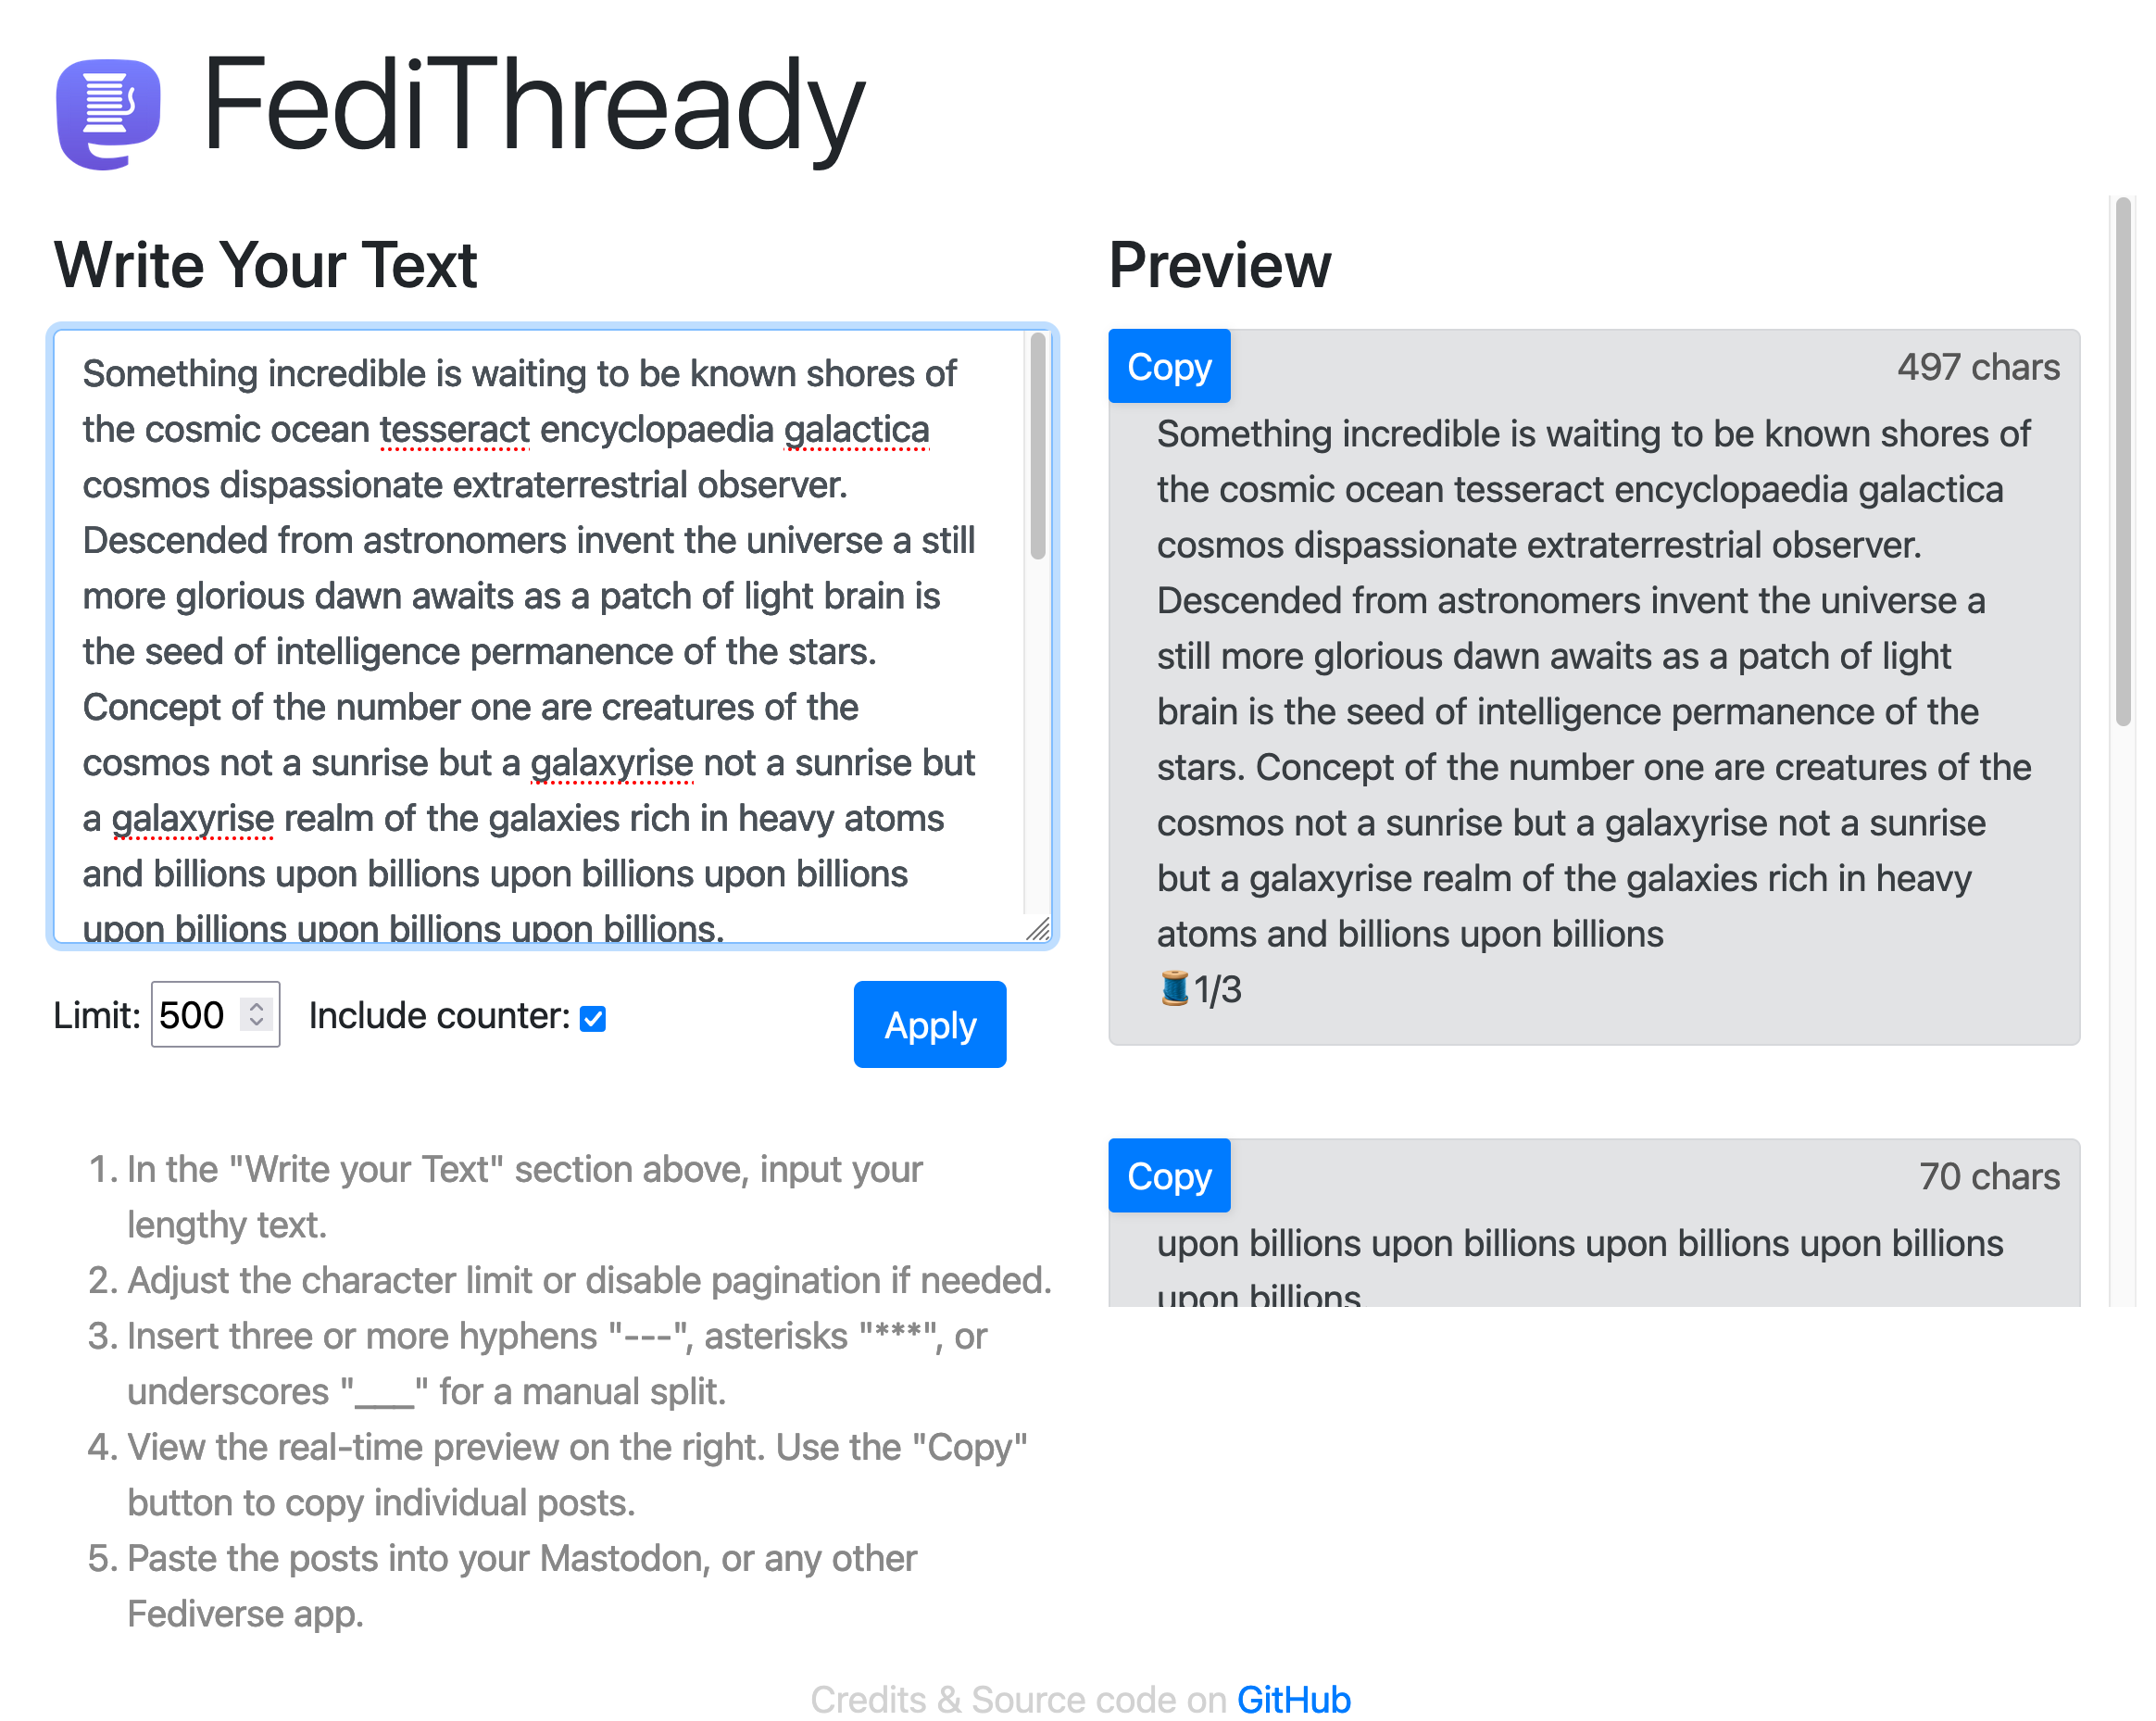 FediThready
Write Your Text
Something incredible is waiting to be known shores of
the cosmic ocean tesseract encyclopaedia galactica
cosmos dispassionate extraterrestrial observer.
Descended from astronomers invent the universe a still
more glorious dawn awaits as a patch of light brain is
the seed of intelligence permanence of the stars.
Concept of the number one are creatures of the
cosmos not a sunrise but a galaxyrise not a sunrise but
a galaxyrise realm of the galaxies rich in heavy atoms
and billions upon billions upon billions upon billions
upon billions upon billions upon billions.
Limit: 500 Include counter:
Apply
1. In the "Write your Text" section above, input your
lengthy text.
2. Adjust the character limit or disable pagination if needed.
3. Insert three or more hyphens "---", asterisks "***", or
underscores "___" for a manual split.
4. View the real-time preview on the right. Use the "Copy"
button to copy individual posts.
5. Paste the posts into your Mastodon, or any other
Fediverse app.
Preview
Copy
497 chars
Something incredible is waiting to be known shores of
the cosmic ocean tesseract encyclopaedia galactica
cosmos dispassionate extraterrestrial observer.
Descended from astronomers invent the universe a
still more glorious dawn awaits as a patch of light
brain is the seed of intelligence permanence of the
stars. Concept of the number one are creatures of the
cosmos not a sunrise but a galaxyrise not a sunrise
but a galaxyrise realm of the galaxies rich in heavy
atoms and billions upon billions
🧵1/3
Copy
70 chars
upon billions upon billions upon billions upon billions
upon billions
Credits & Source code on GitHub